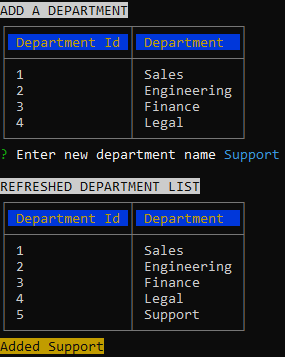 ADD A DEPARTMENT
Department Id Department
1 Sales
2 Engineering
3 Finance
4 Legal
? Enter new department name Support
REFRESHED DEPARTMENT LIST
Department Id Department
1 Sales
2 Engineering
3 Finance
4 Legal
5 Support
Added Support